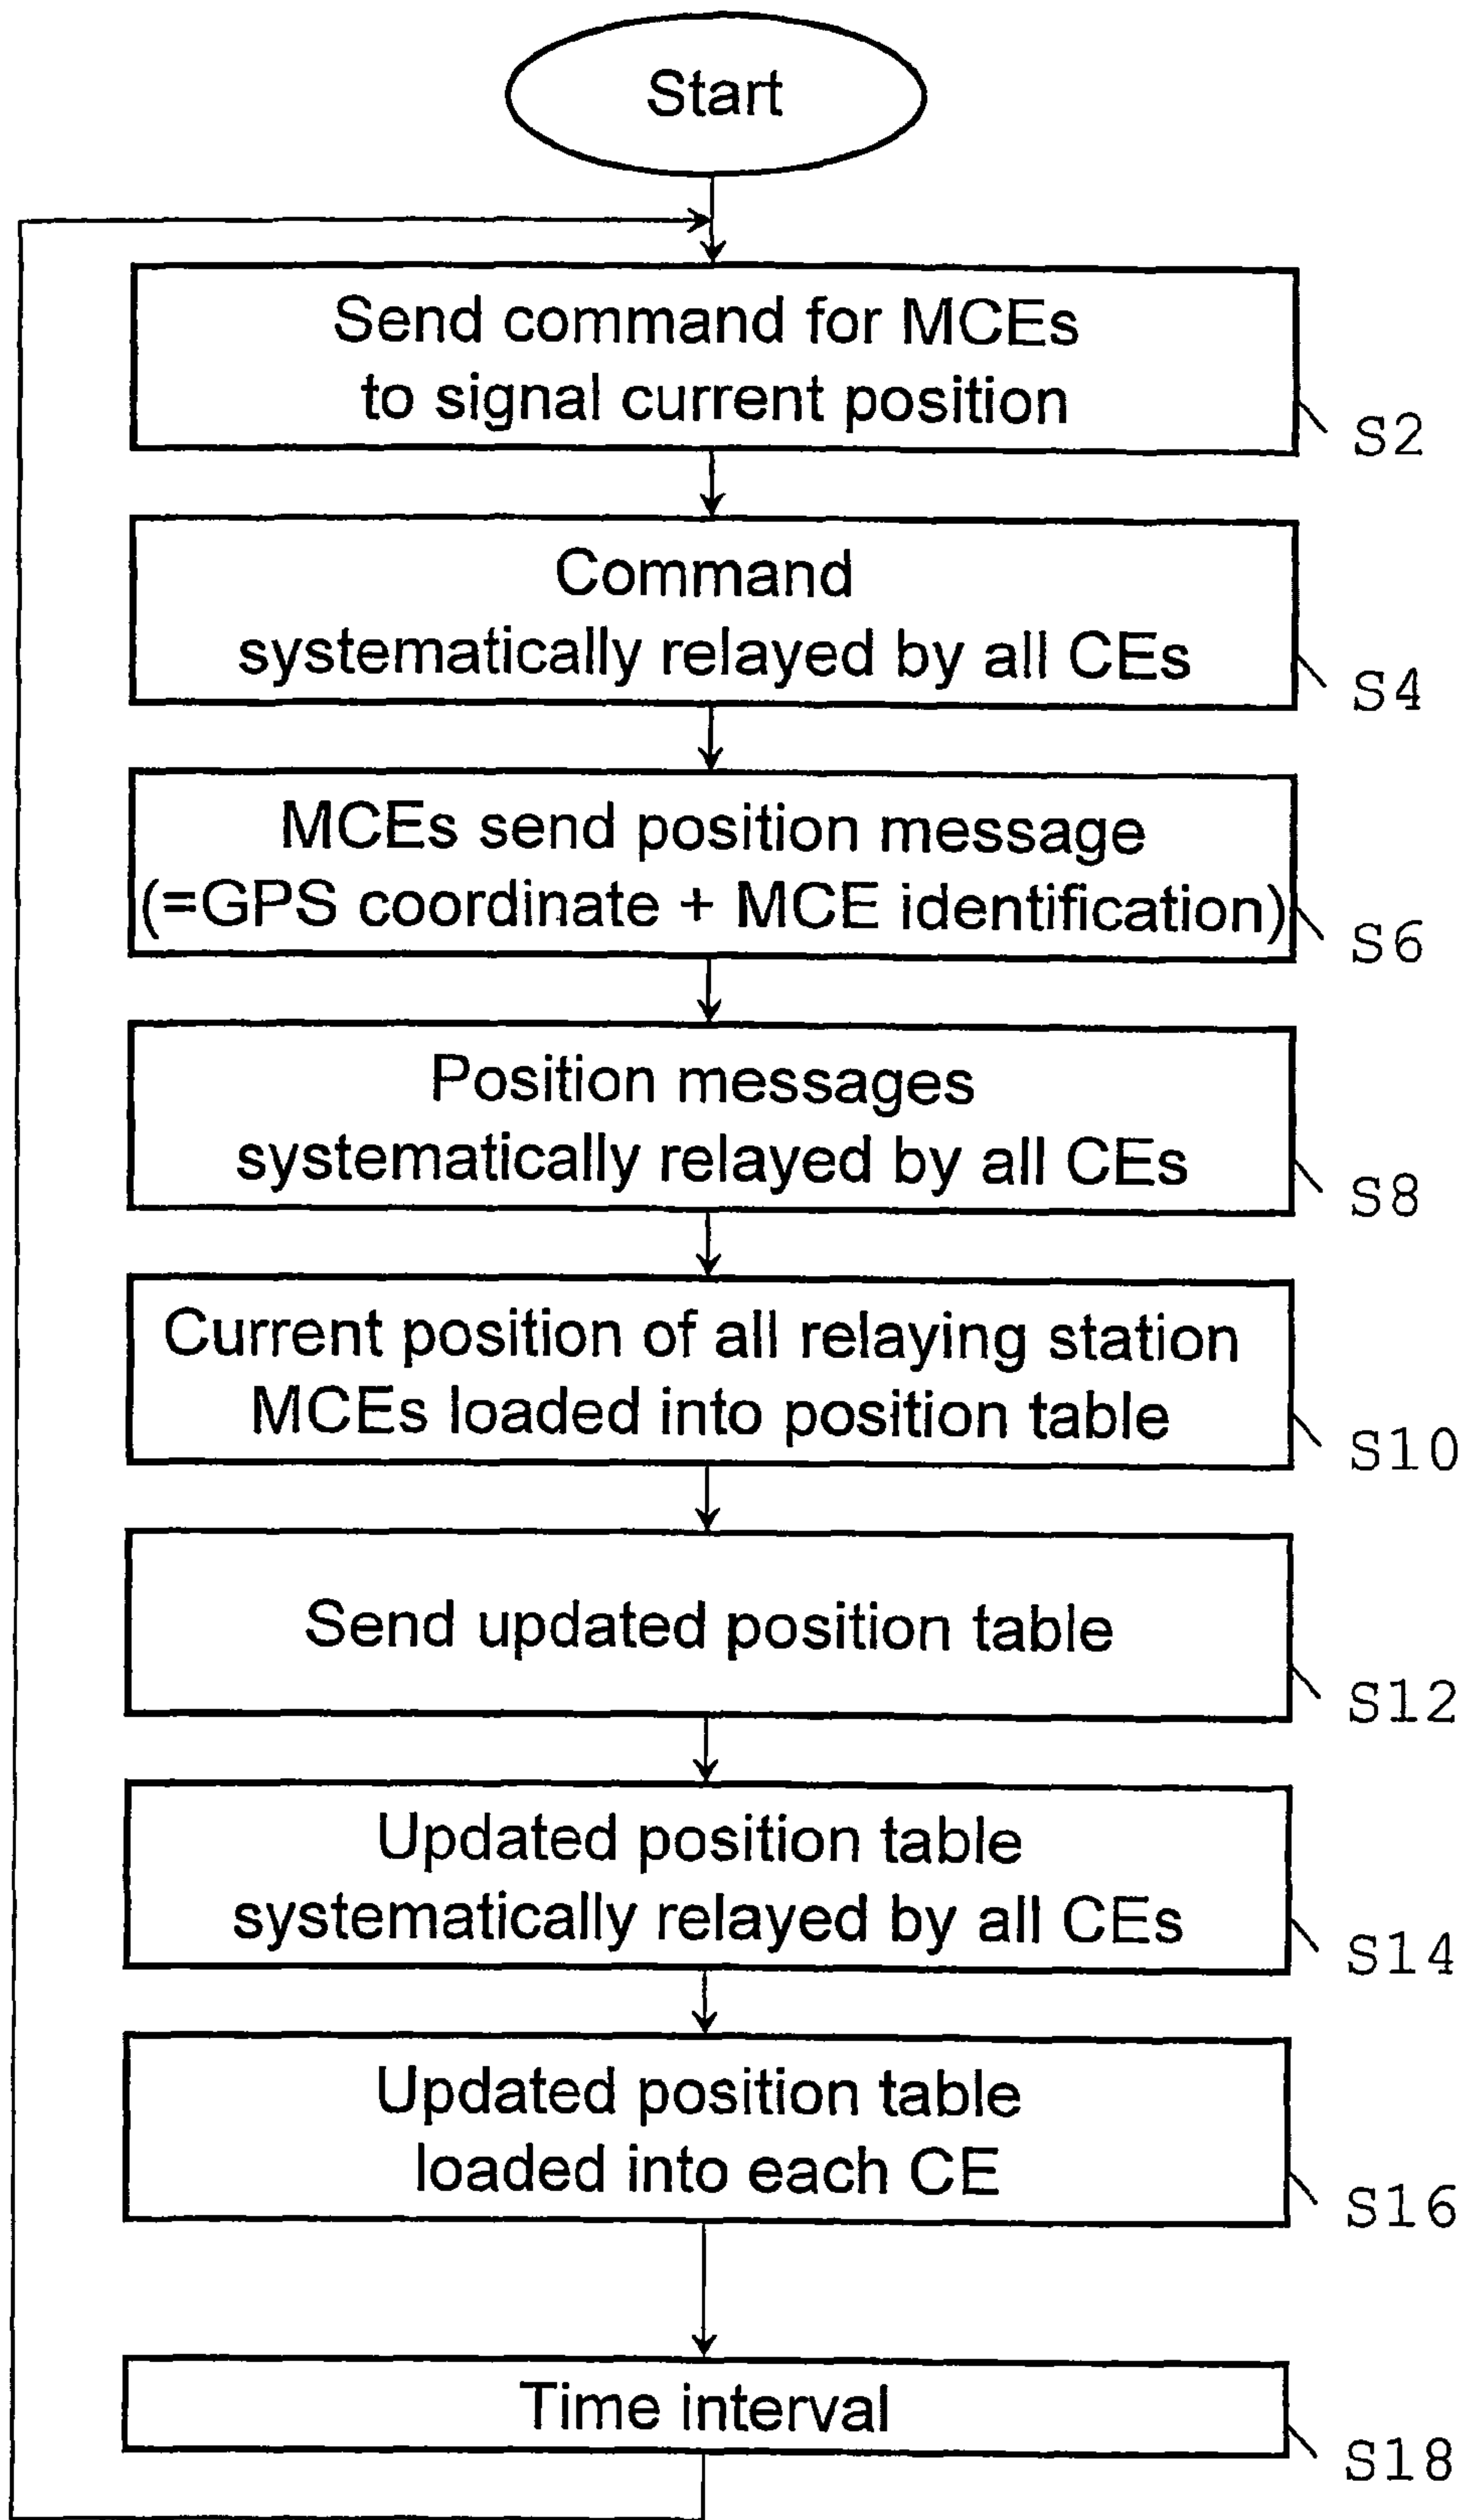 Start
Send command for MCEs
to signal current position
S2
Command
systematically relayed by all CEs
S4
MCEs send position message
(=GPS coordinate + MCE identification)
S6
Position messages
systematically relayed by all CEs
S8
Current position of all relaying station
MCEs loaded into position table
S10
Send updated position table
S12
Updated position table
systematically relayed by all CEs
S14
Updated position table
loaded into each CE
S16
Time interval
S18